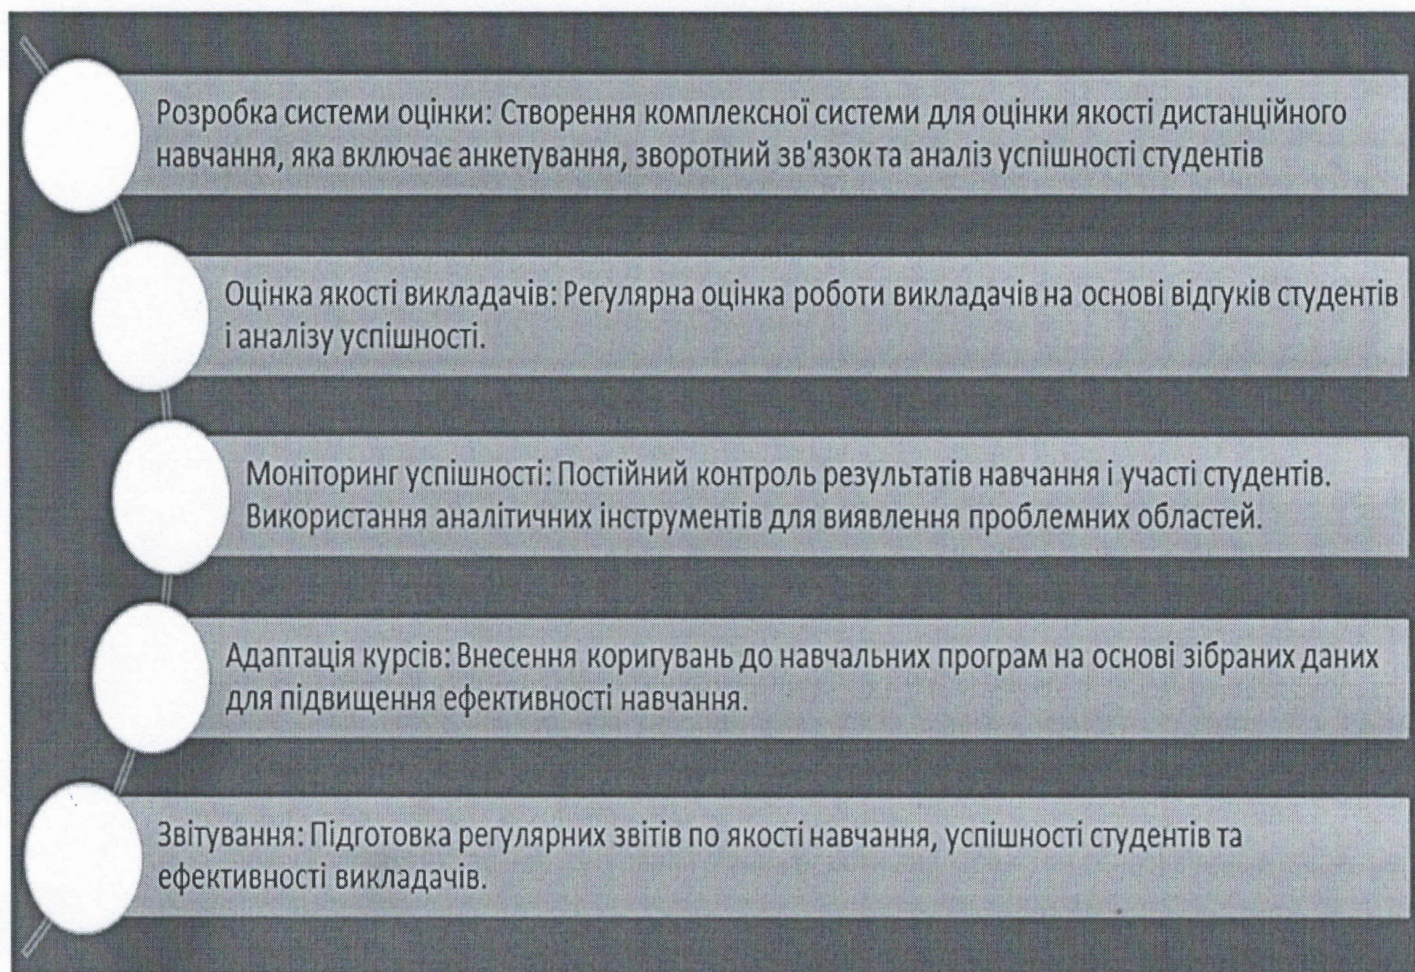 Розробка системи оцінки: Створення комплексної системи для оцінки якості дистанційного
навчання, яка включає анкетування, зворотний зв'язок та аналіз успішності студентів
Оцінка якості викладачів: Регулярна оцінка роботи викладачів на основі відгуків студентів
і аналізу успішності.
Моніторинг успішності: Постійний контроль результатів навчання і участі студентів.
Використання аналітичних інструментів для виявлення проблемних областей.
Адаптація курсів: Внесення коригувань до навчальних програм на основі зібраних даних
для підвищення ефективності навчання.
Звітування: Підготовка регулярних звітів по якості навчання, успішності студентів та
ефективності викладачів.